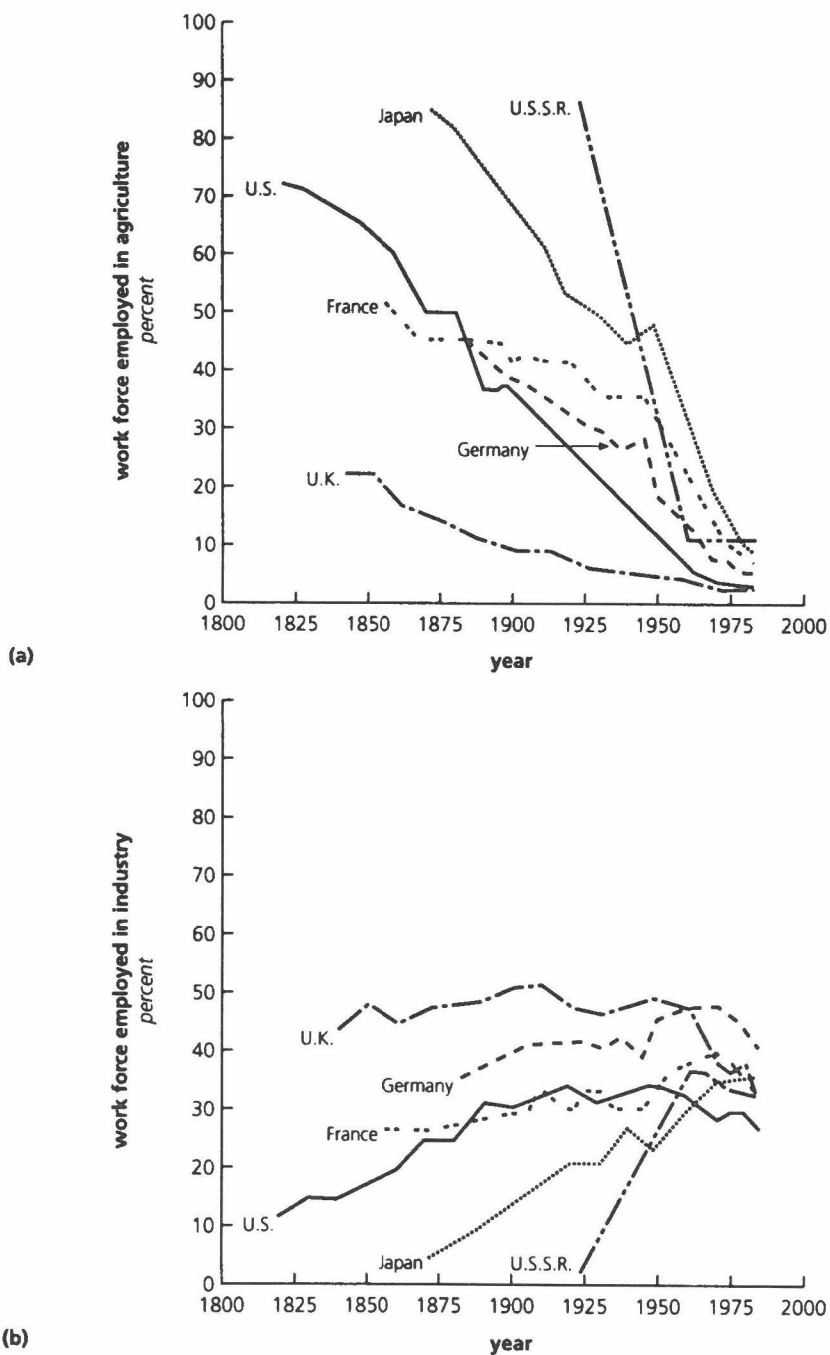 100
90
80
70
60
50
40
30
20
10
0
work force employed in agriculture
percent
U.S.S.R.
Japan
U.S.
France
Germany
U.K.
1800 1825 1850 1875 1900 1925 1950 1975 2000
year
(a)
100
90
80
70
60
50
40
30
20
10
0
work force employed in industry
percent
U.K.
Germany
France
U.S.
Japan
U.S.S.R.
1800 1825 1850 1875 1900 1925 1950 1975 2000
year
(b)